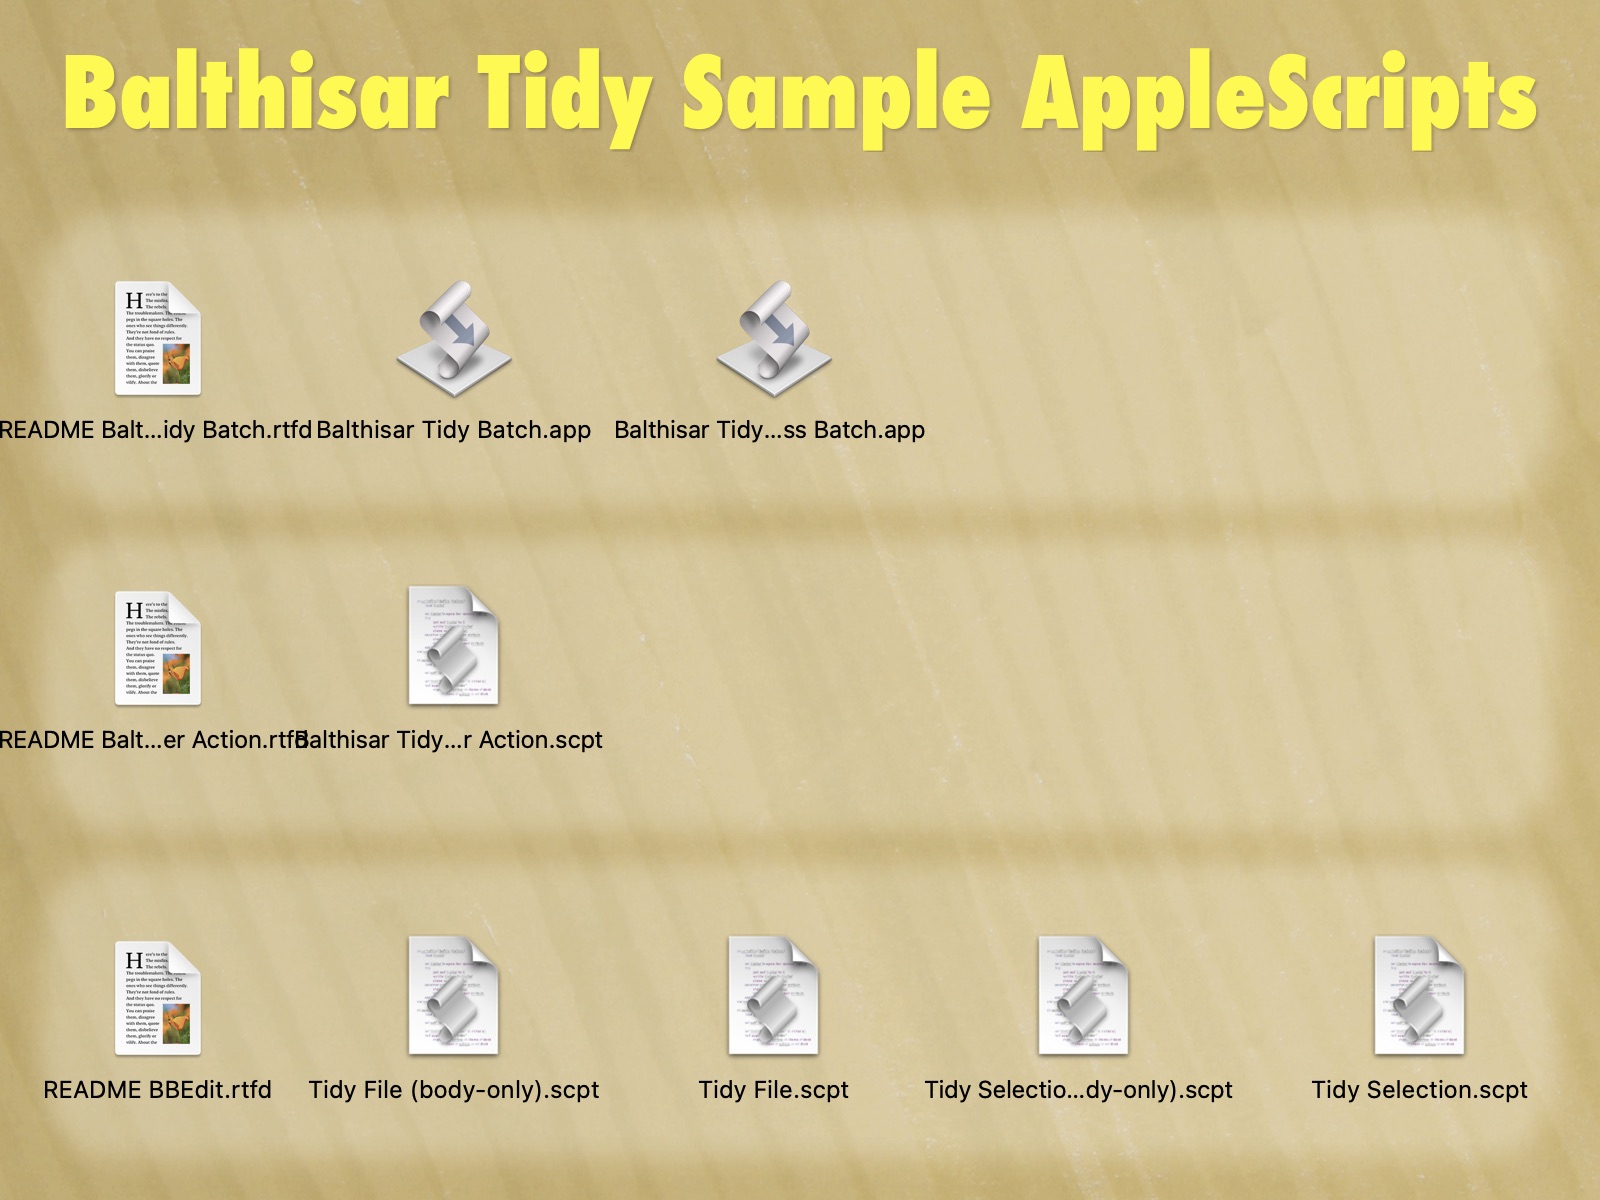 Balthisar Tidy Sample AppleScripts
README Balt...idy Batch.rtfd
Balthisar Tidy Batch.app
Balthisar Tidy...ss Batch.app
README Balt...er Action.rtfd
Balthisar Tidy...r Action.scpt
README BBEdit.rtfd
Tidy File (body-only).scpt
Tidy File.scpt
Tidy Selectio...dy-only).scpt
Tidy Selection.scpt